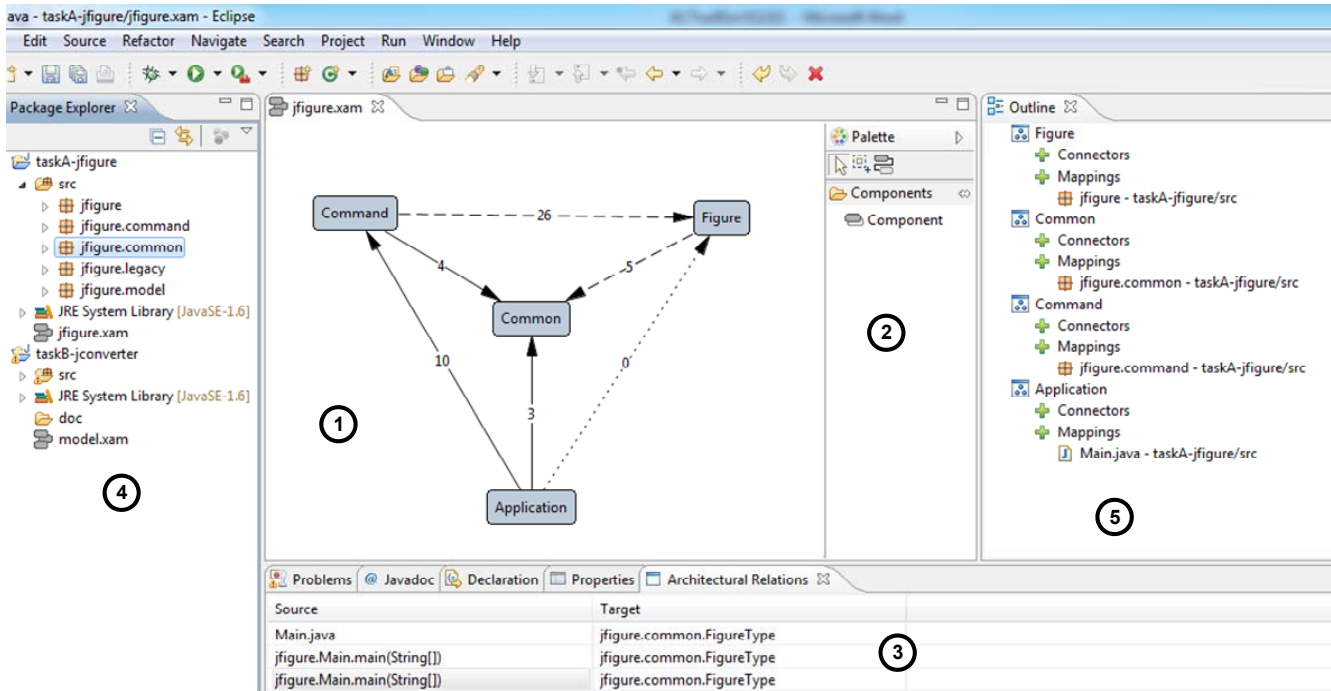 ava - taskA-jfigure/jfigure.xam - Eclipse
Edit Source Refactor Navigate Search Project Run Window Help
Package Explorer
taskA-jfigure
src
jfigure
jfigure.command
jfigure.common
jfigure.legacy
jfigure.model
JRE System Library [JavaSE-1.6]
jfigure.xam
taskB-jconverter
src
JRE System Library [JavaSE-1.6]
doc
model.xam
4
jfigure.xam
Command
26
Figure
4
5
Common
10
0
3
1
Application
Palette
Components
Component
2
Outline
Figure
Connectors
Mappings
jfigure - taskA-jfigure/src
Common
Connectors
Mappings
jfigure.common - taskA-jfigure/src
Command
Connectors
Mappings
jfigure.command - taskA-jfigure/src
Application
Connectors
Mappings
Main.java - taskA-jfigure/src
5
Problems @ Javadoc Declaration Properties Architectural Relations
Source Target
Main.java jfigure.common.FigureType
jfigure.Main.main(String[]) jfigure.common.FigureType
3
jfigure.Main.main(String[]) jfigure.common.FigureType